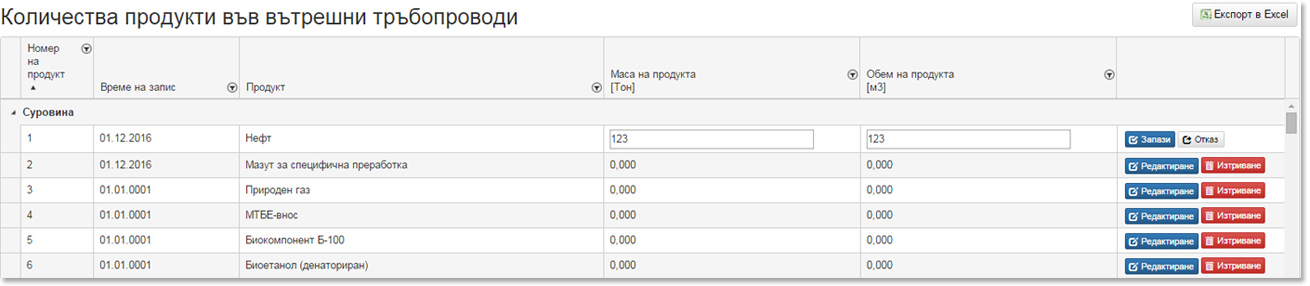 Количества продукти във вътрешни тръбопроводи
Експорт в Excel
Номер на продукт
Време на запис
Продукт
Маса на продукта [Тон]
Обем на продукта [м3]
Суровина
1 01.12.2016 Нефт 123 123 Запази Отказ
2 01.12.2016 Мазут за специфична преработка 0,000 0,000 Редактиране Изтриване
3 01.01.0001 Природен газ 0,000 0,000 Редактиране Изтриване
4 01.01.0001 МТБЕ-внос 0,000 0,000 Редактиране Изтриване
5 01.01.0001 Биокомпонент Б-100 0,000 0,000 Редактиране Изтриване
6 01.01.0001 Биоетанол (денаториран) 0,000 0,000 Редактиране Изтриване